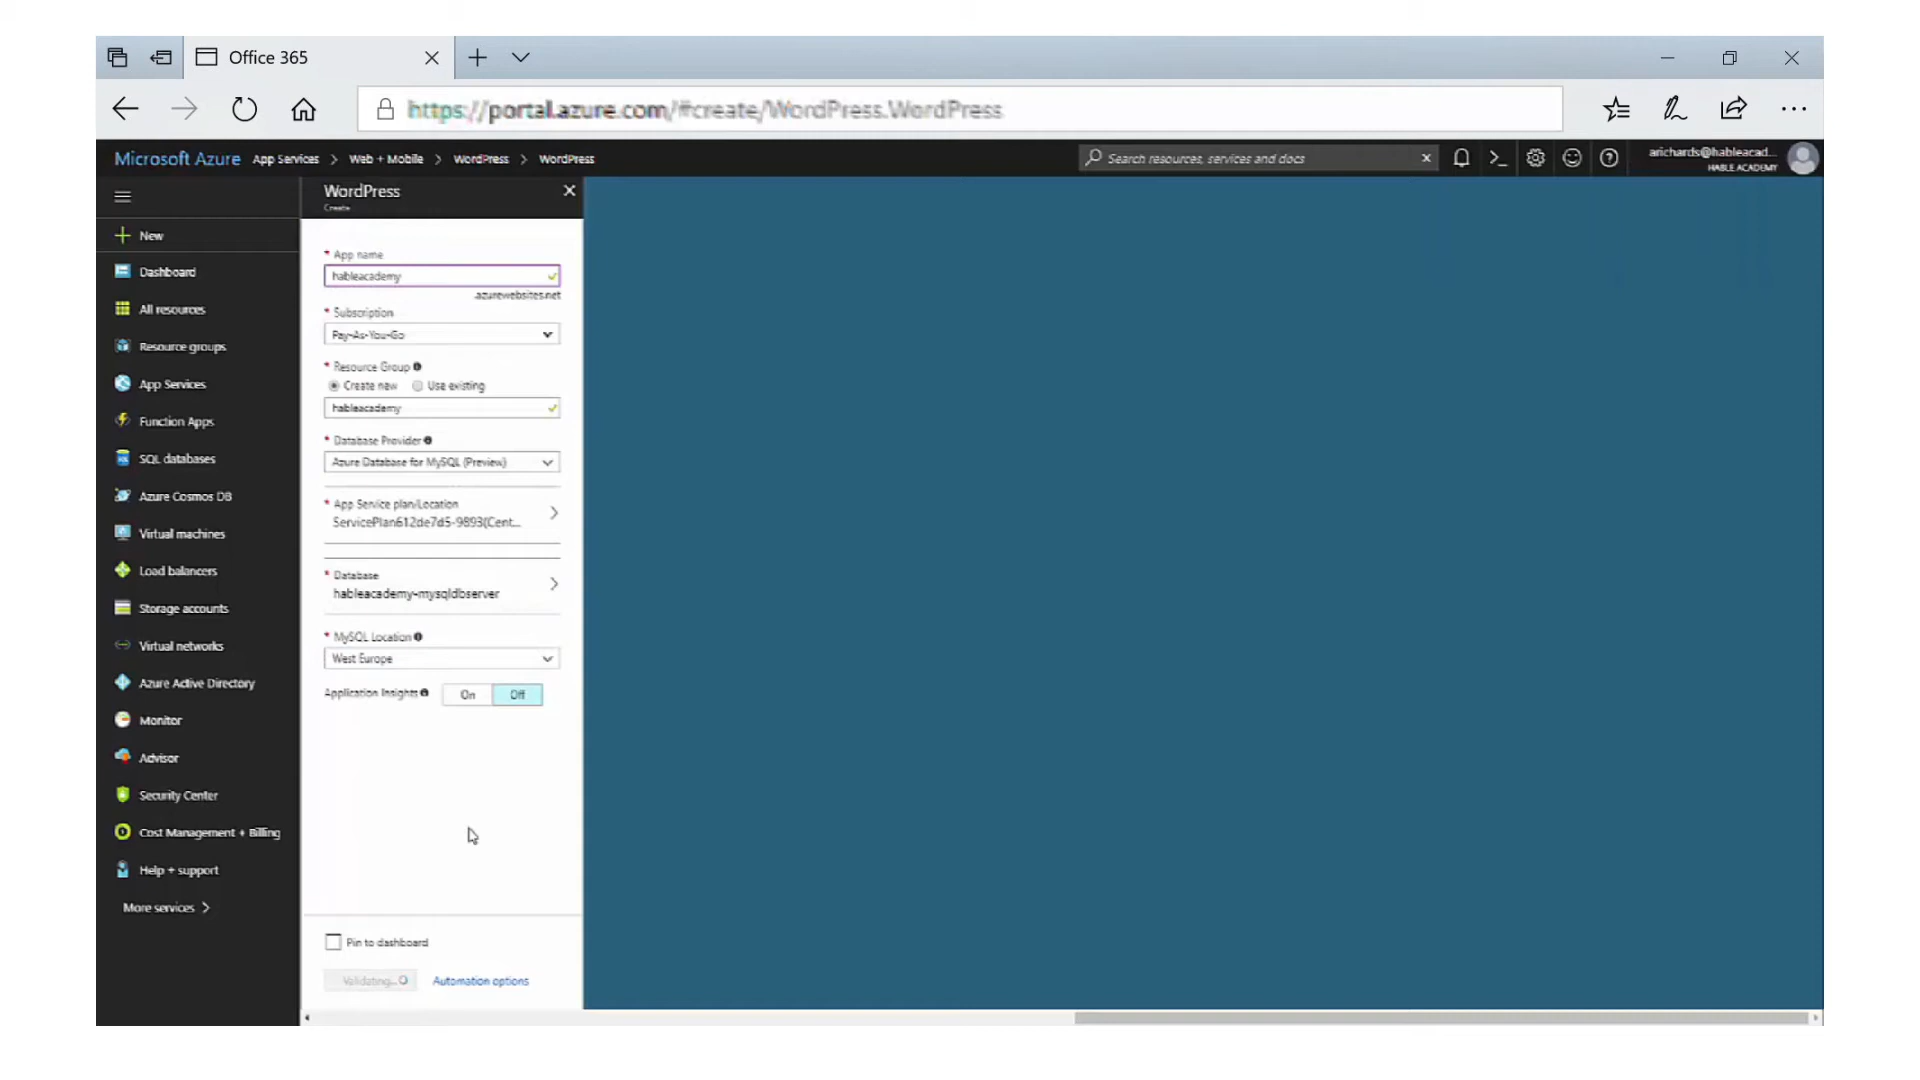 Office 365
https://portal.azure.com/#create/WordPress.WordPress
Microsoft Azure App Services > Web + Mobile > WordPress > WordPress
Search resources, services and docs
arichards@hableacad...
HABLE ACADEMY
New
Dashboard
All resources
Resource groups
App Services
Function Apps
SQL databases
Azure Cosmos DB
Virtual machines
Load balancers
Storage accounts
Virtual networks
Azure Active Directory
Monitor
Advisor
Security Center
Cost Management + Billing
Help + support
More services >
WordPress
Create
* App name
hableacademy
.azurewebsites.net
* Subscription
Pay-As-You-Go
* Resource Group
Create new Use existing
hableacademy
* Database Provider
Azure Database for MySQL (Preview)
* App Service plan/Location
ServicePlan612de7d5-9893(Cent...
* Database
hableacademy-mysqldbserver
* MySQL Location
West Europe
Application Insights On Off
Pin to dashboard
Validating... Automation options